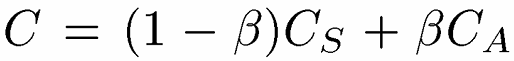 C = (1 − β)C_S + βC_A